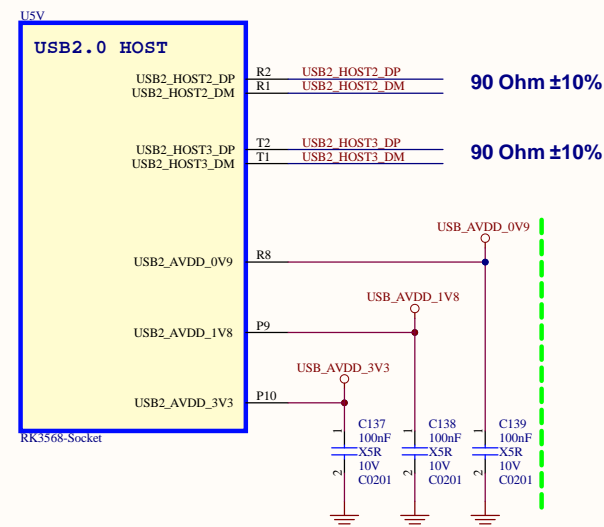 U5V
USB2.0 HOST
USB2_HOST2_DP R2 USB2_HOST2_DP
USB2_HOST2_DM R1 USB2_HOST2_DM
90 Ohm ±10%
USB2_HOST3_DP T2 USB2_HOST3_DP
USB2_HOST3_DM T1 USB2_HOST3_DM
90 Ohm ±10%
USB_AVDD_0V9
USB2_AVDD_0V9 R8
USB_AVDD_1V8
USB2_AVDD_1V8 P9
USB_AVDD_3V3
USB2_AVDD_3V3 P10
RK3568-Socket
1 C137
100nF
X5R
2 10V
C0201
1 C138
100nF
X5R
2 10V
C0201
1 C139
100nF
X5R
2 10V
C0201